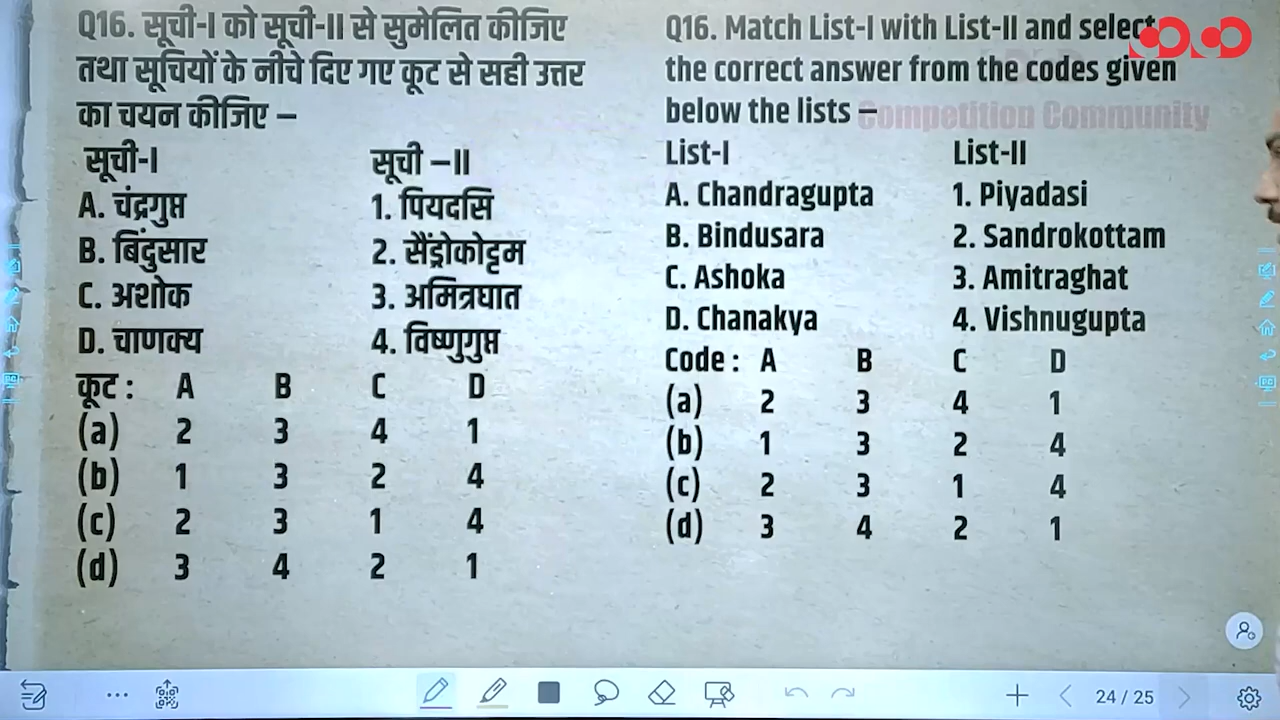 Q16. सूची-I को सूची-II से सुमेलित कीजिए
तथा सूचियों के नीचे दिए गए कूट से सही उत्तर
का चयन कीजिए –
सूची-I सूची –II
A. चंद्रगुप्त 1. पियदसि
B. बिंदुसार 2. सैंड्रोकोट्टम
C. अशोक 3. अमित्रघात
D. चाणक्य 4. विष्णुगुप्त
कूट : A B C D
(a) 2 3 4 1
(b) 1 3 2 4
(c) 2 3 1 4
(d) 3 4 2 1
Q16. Match List-I with List-II and select
the correct answer from the codes given
below the lists –
Competition Community
List-I List-II
A. Chandragupta 1. Piyadasi
B. Bindusara 2. Sandrokottam
C. Ashoka 3. Amitraghat
D. Chanakya 4. Vishnugupta
Code : A B C D
(a) 2 3 4 1
(b) 1 3 2 4
(c) 2 3 1 4
(d) 3 4 2 1
24 / 25